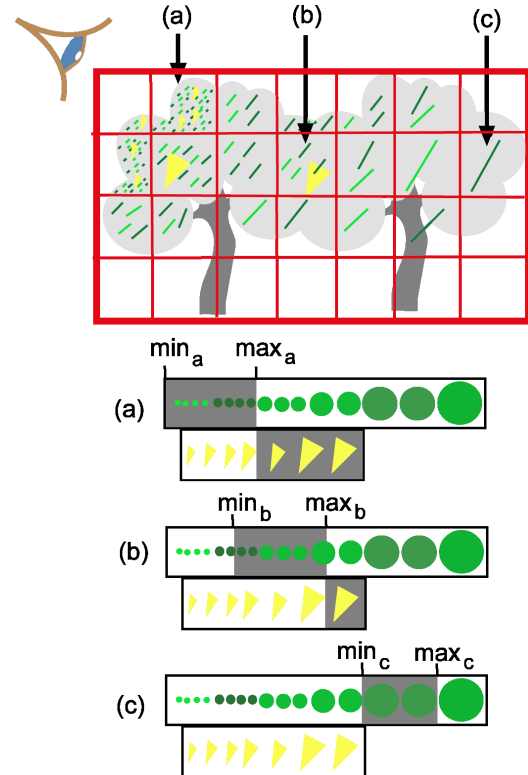 (a) (b) (c)
min_a max_a
(a)
min_b max_b
(b)
min_c max_c
(c)